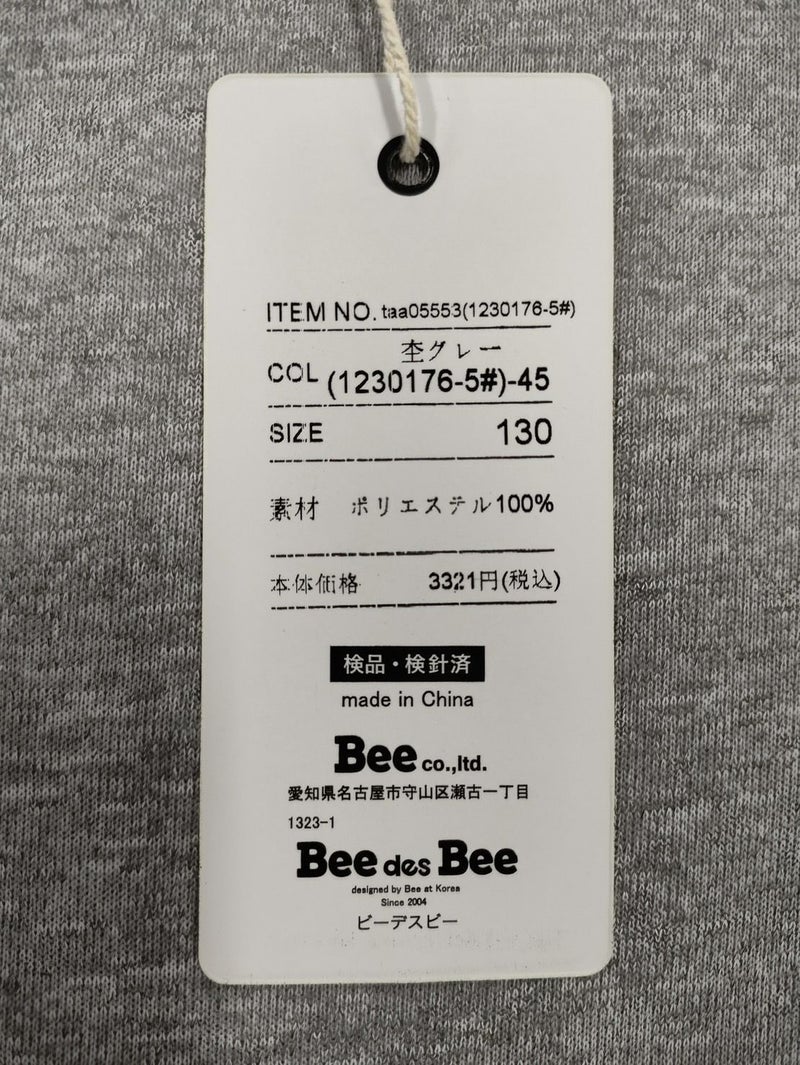 ITEM NO. taa05553(1230176-5#)
杢グレー
COL (1230176-5#)-45
SIZE 130
素材 ポリエステル100%
本体価格 3321円(税込)
検品・検針済
made in China
Bee co.,ltd.
愛知県名古屋市守山区瀬古一丁目
1323-1
Bee des Bee
designed by Bee at Korea
Since 2004
ビーデスビー